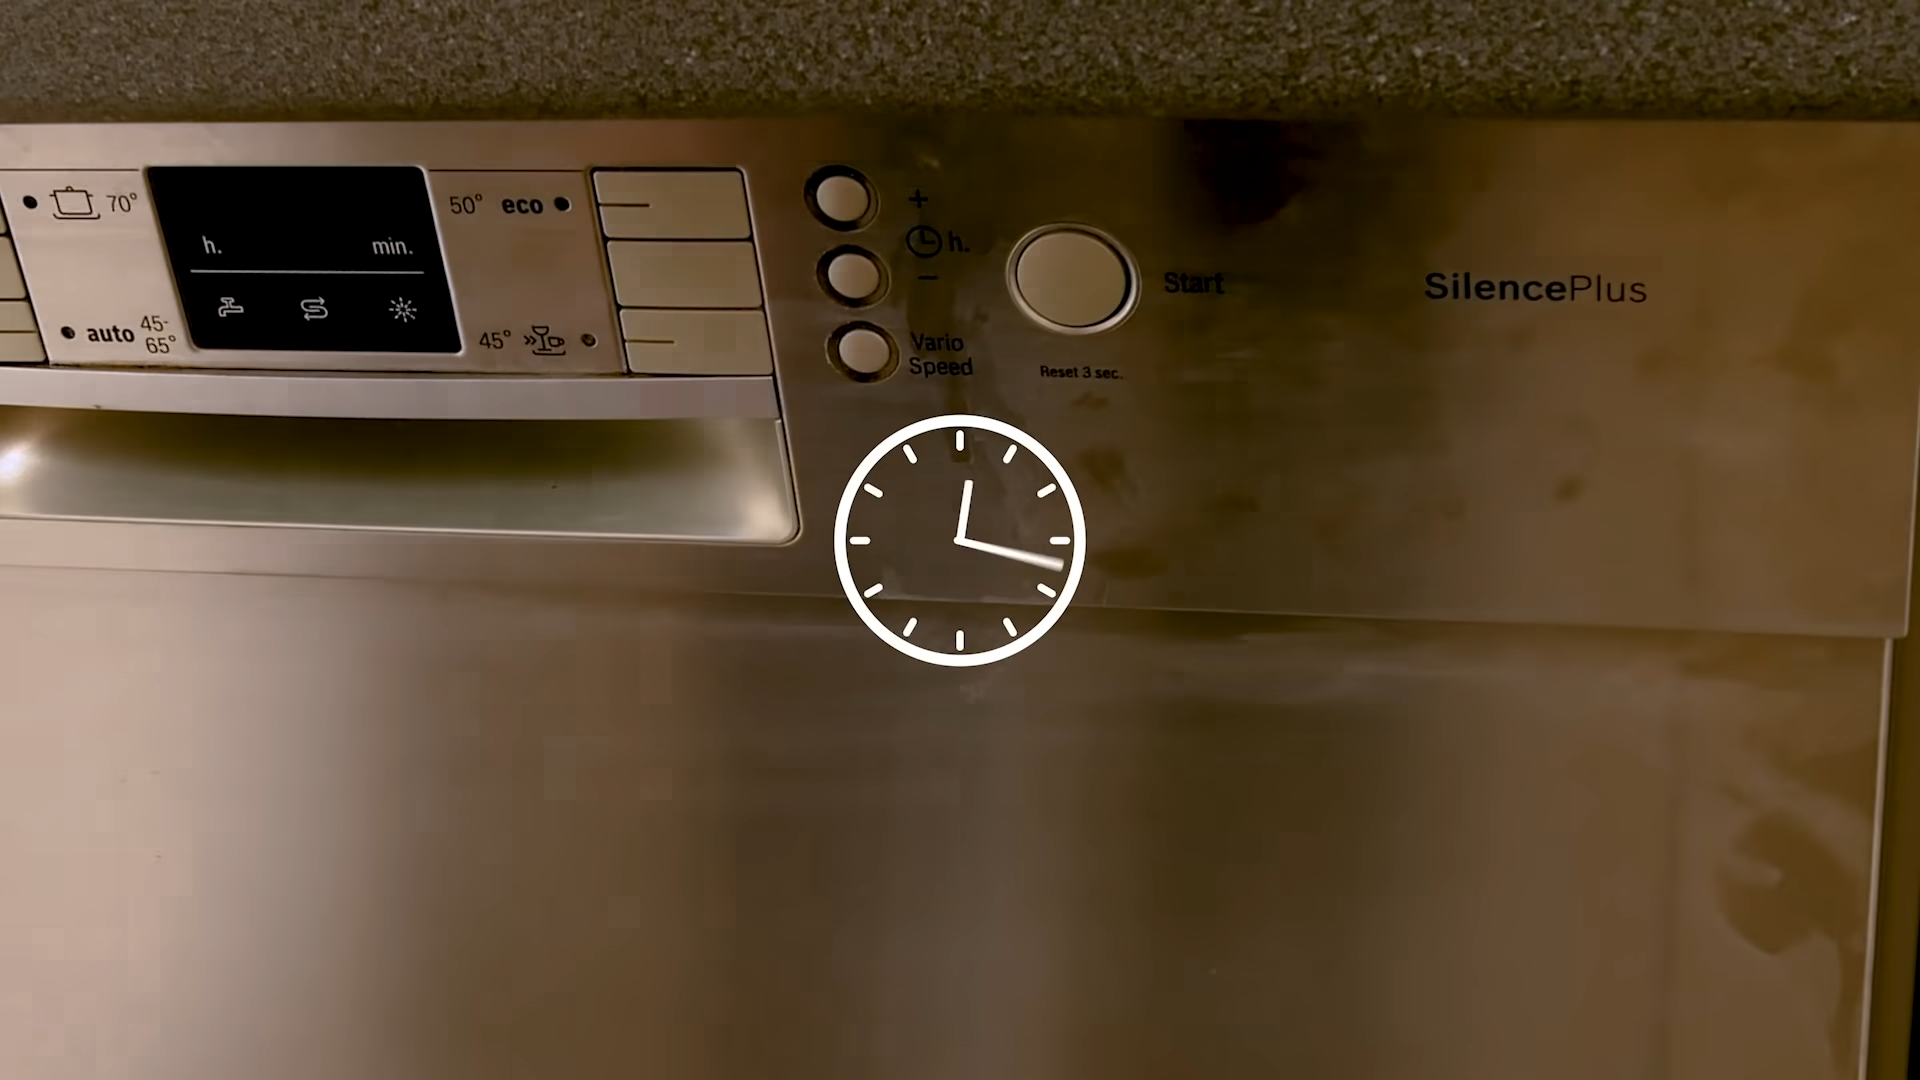 70°
h. min.
auto 45-
65°
50° eco
45°
+
h.
−
Vario
Speed
Start
Reset 3 sec.
SilencePlus